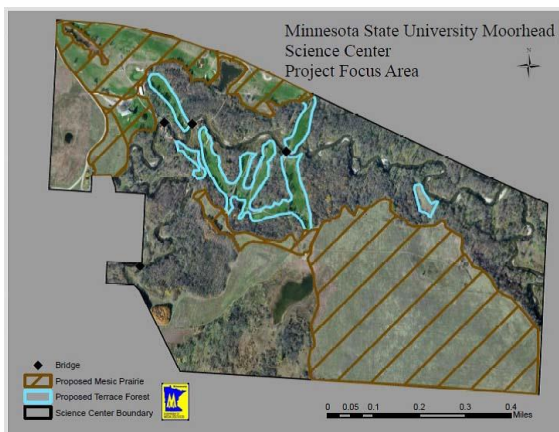 Minnesota State University Moorhead
Science Center
Project Focus Area
N
Bridge
Proposed Mesic Prairie
Proposed Terrace Forest
Science Center Boundary
0 0.05 0.1 0.2 0.3 0.4
Miles